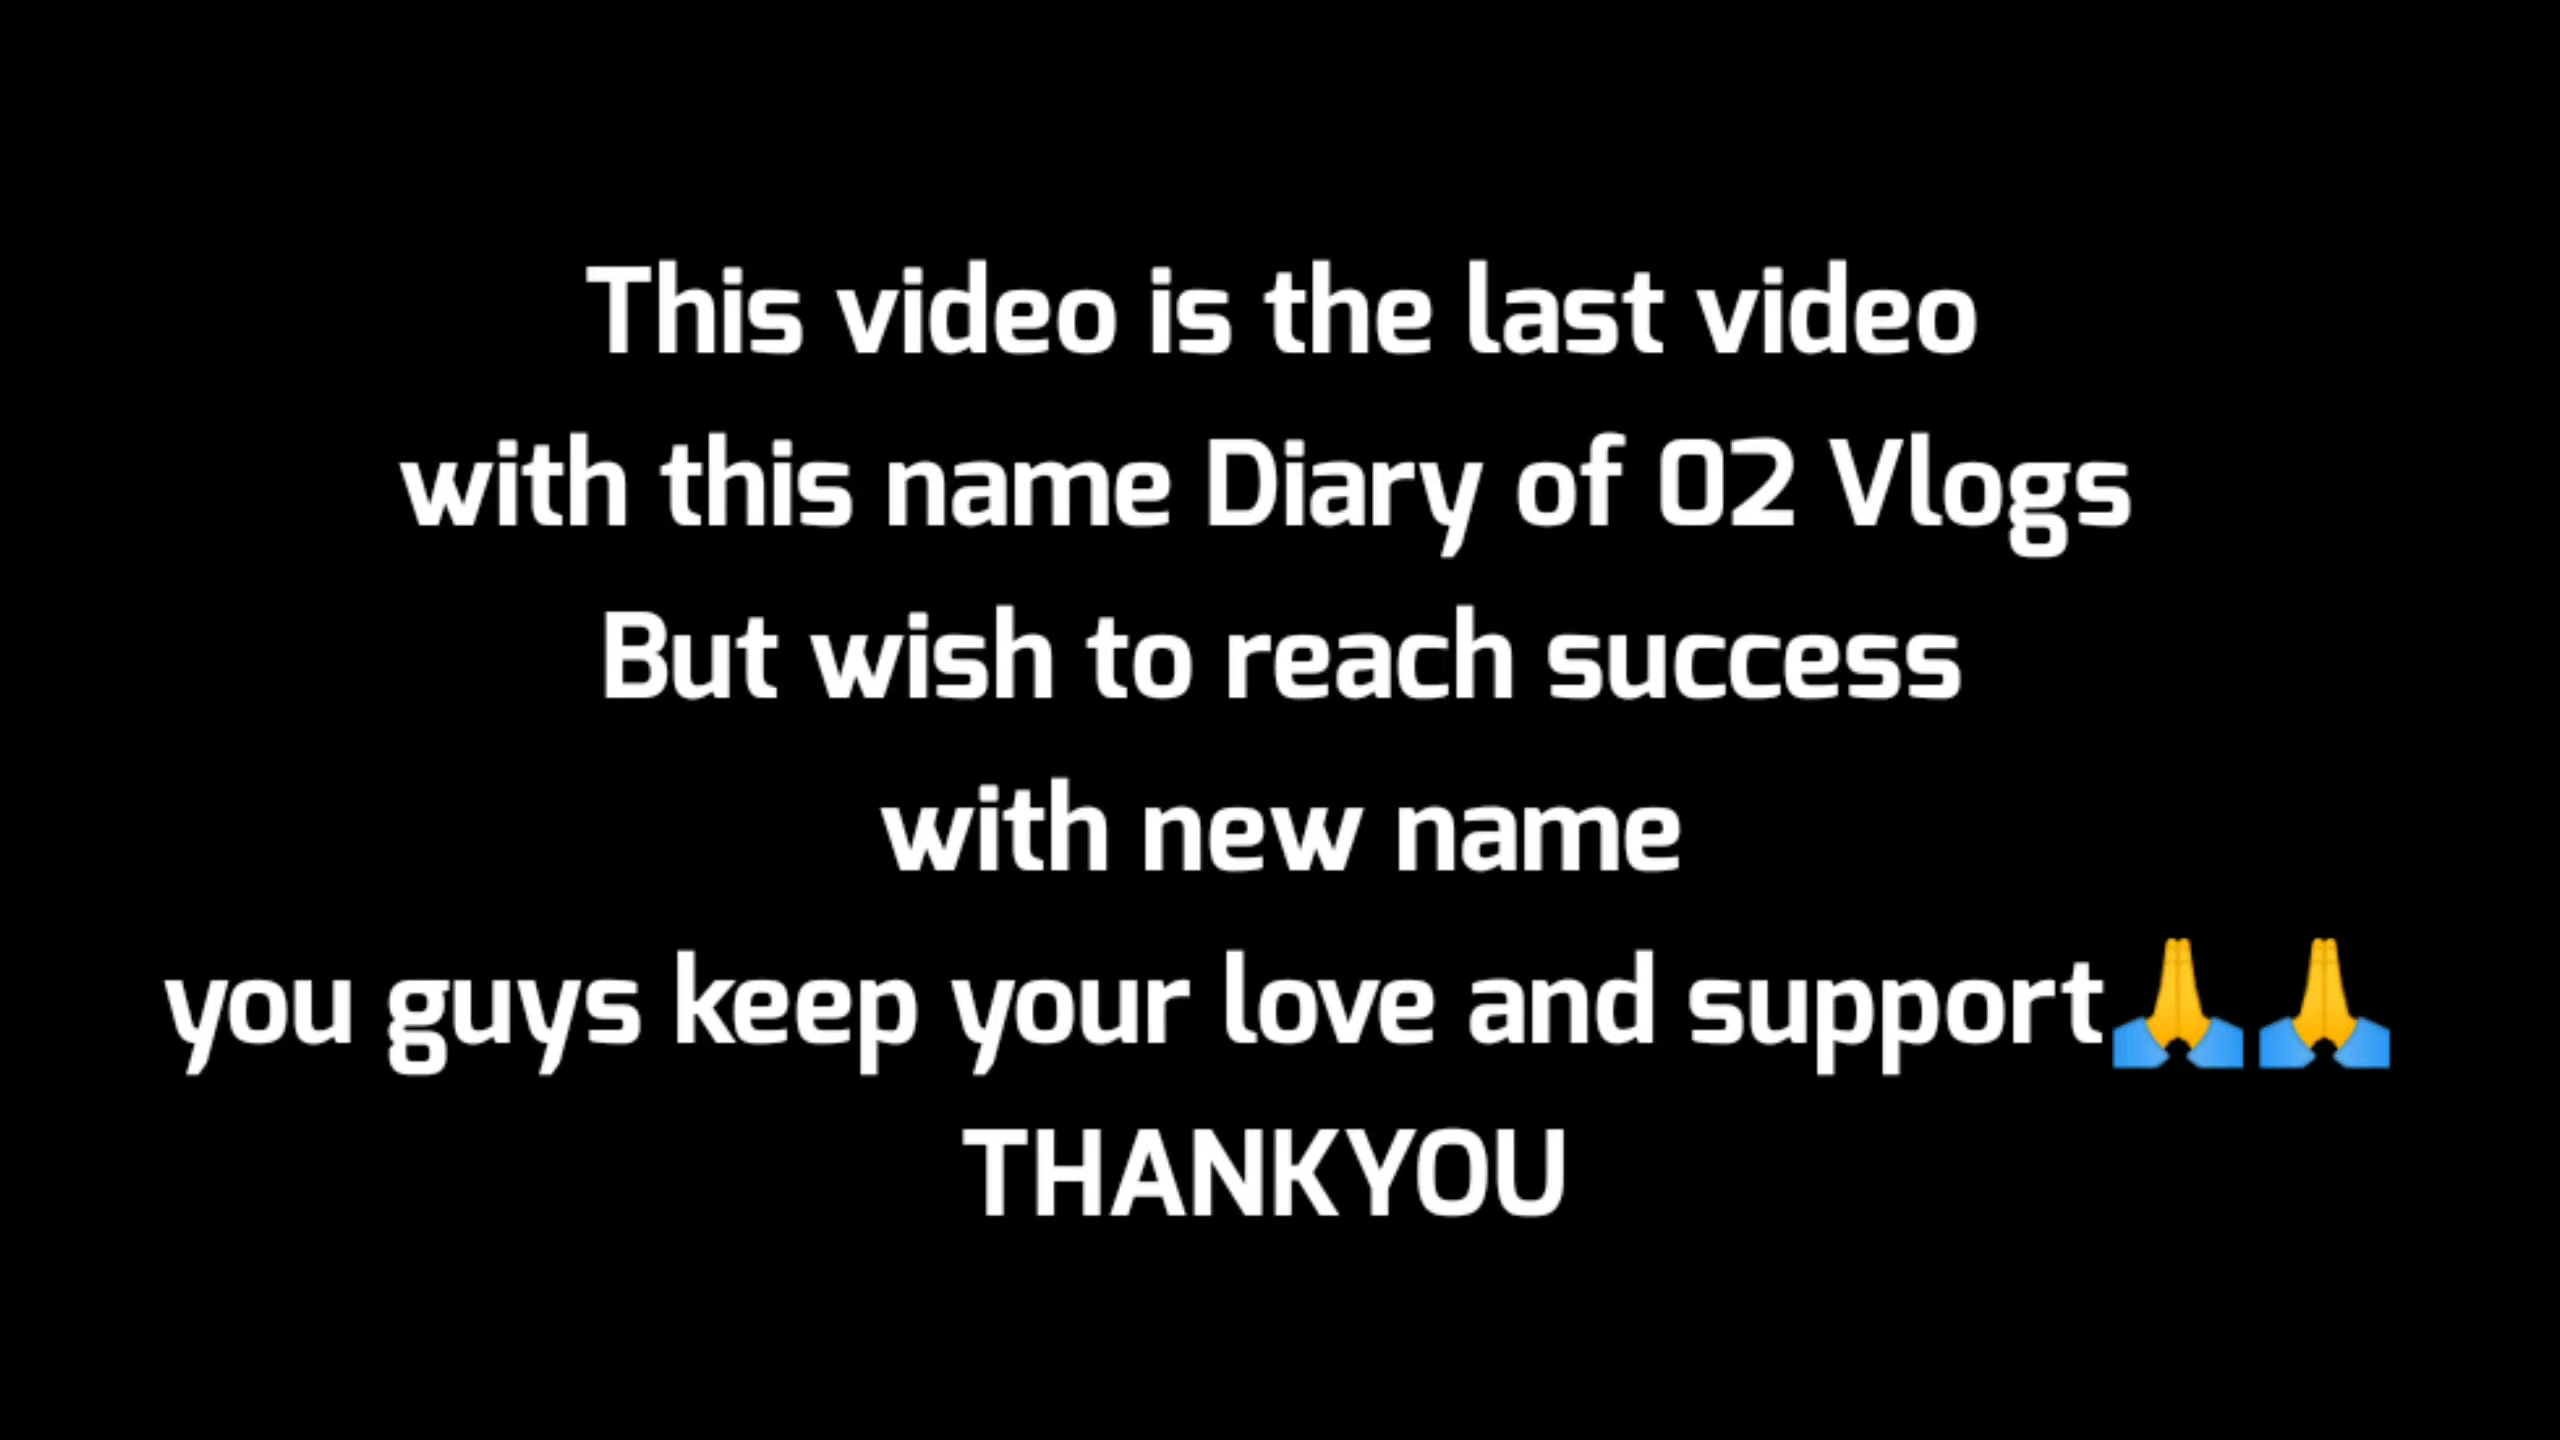 This video is the last video
with this name Diary of 02 Vlogs
But wish to reach success
with new name
you guys keep your love and support🙏🙏
THANKYOU